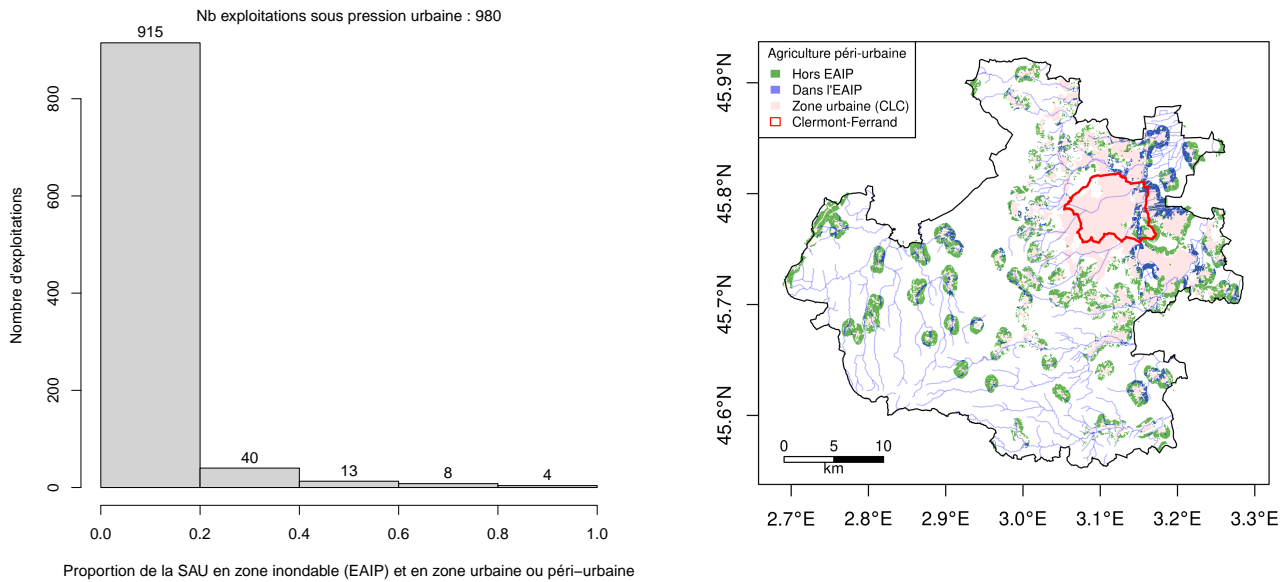 Nb exploitations sous pression urbaine : 980
915
40
13
8
4
0
200
400
600
800
Nombre d'exploitations
0.0
0.2
0.4
0.6
0.8
1.0
Proportion de la SAU en zone inondable (EAIP) et en zone urbaine ou péri−urbaine
Agriculture péri-urbaine
Hors EAIP
Dans l'EAIP
Zone urbaine (CLC)
Clermont-Ferrand
45.9°N
45.8°N
45.7°N
45.6°N
0 5 10
km
2.7°E
2.8°E
2.9°E
3.0°E
3.1°E
3.2°E
3.3°E